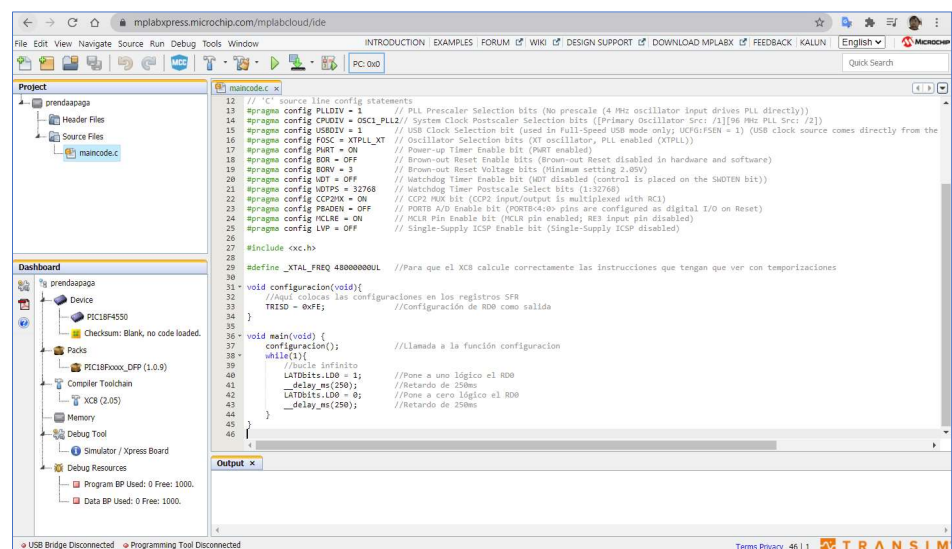 mplabxpress.microchip.com/mplabcloud/ide
File Edit View Navigate Source Run Debug Tools Window
INTRODUCTION EXAMPLES FORUM WIKI DESIGN SUPPORT DOWNLOAD MPLABX FEEDBACK KALUN English MICROCHIP
MCC PC: 0x0 Quick Search
Project
prendaapaga
Header Files
Source Files
maincode.c
Dashboard
prendaapaga
Device
PIC18F4550
Checksum: Blank, no code loaded.
Packs
PIC18Fxxxx_DFP (1.0.9)
Compiler Toolchain
XC8 (2.05)
Memory
Debug Tool
Simulator / Xpress Board
Debug Resources
Program BP Used: 0 Free: 1000.
Data BP Used: 0 Free: 1000.
maincode.c x
12 // 'C' source line config statements
13 #pragma config PLLDIV = 1 // PLL Prescaler Selection bits (No prescale (4 MHz oscillator input drives PLL directly))
14 #pragma config CPUDIV = OSC1_PLL2// System Clock Postscaler Selection bits ([Primary Oscillator Src: /1][96 MHz PLL Src: /2])
15 #pragma config USBDIV = 1 // USB Clock Selection bit (used in Full-Speed USB mode only; UCFG:FSEN = 1) (USB clock source comes directly from the
16 #pragma config FOSC = XTPLL_XT // Oscillator Selection bits (XT oscillator, PLL enabled (XTPLL))
17 #pragma config PWRT = ON // Power-up Timer Enable bit (PWRT enabled)
18 #pragma config BOR = OFF // Brown-out Reset Enable bits (Brown-out Reset disabled in hardware and software)
19 #pragma config BORV = 3 // Brown-out Reset Voltage bits (Minimum setting 2.05V)
20 #pragma config WDT = OFF // Watchdog Timer Enable bit (WDT disabled (control is placed on the SWDTEN bit))
21 #pragma config WDTPS = 32768 // Watchdog Timer Postscale Select bits (1:32768)
22 #pragma config CCP2MX = ON // CCP2 MUX bit (CCP2 input/output is multiplexed with RC1)
23 #pragma config PBADEN = OFF // PORTB A/D Enable bit (PORTB<4:0> pins are configured as digital I/O on Reset)
24 #pragma config MCLRE = ON // MCLR Pin Enable bit (MCLR pin enabled; RE3 input pin disabled)
25 #pragma config LVP = OFF // Single-Supply ICSP Enable bit (Single-Supply ICSP disabled)
26
27 #include <xc.h>
28
29 #define _XTAL_FREQ 48000000UL //Para que el XC8 calcule correctamente las instrucciones que tengan que ver con temporizaciones
30
31 void configuracion(void){
32 //Aquí colocas las configuraciones en los registros SFR
33 TRISD = 0xFE; //Configuración de RD0 como salida
34 }
35
36 void main(void) {
37 configuracion(); //Llamada a la función configuracion
38 while(1){
39 //bucle infinito
40 LATDbits.LD0 = 1; //Pone a uno lógico el RD0
41 __delay_ms(250); //Retardo de 250ms
42 LATDbits.LD0 = 0; //Pone a cero lógico el RD0
43 __delay_ms(250); //Retardo de 250ms
44 }
45 }
46
Output x
USB Bridge Disconnected Programming Tool Disconnected
Terms Privacy 46 | 1 TRANSIM